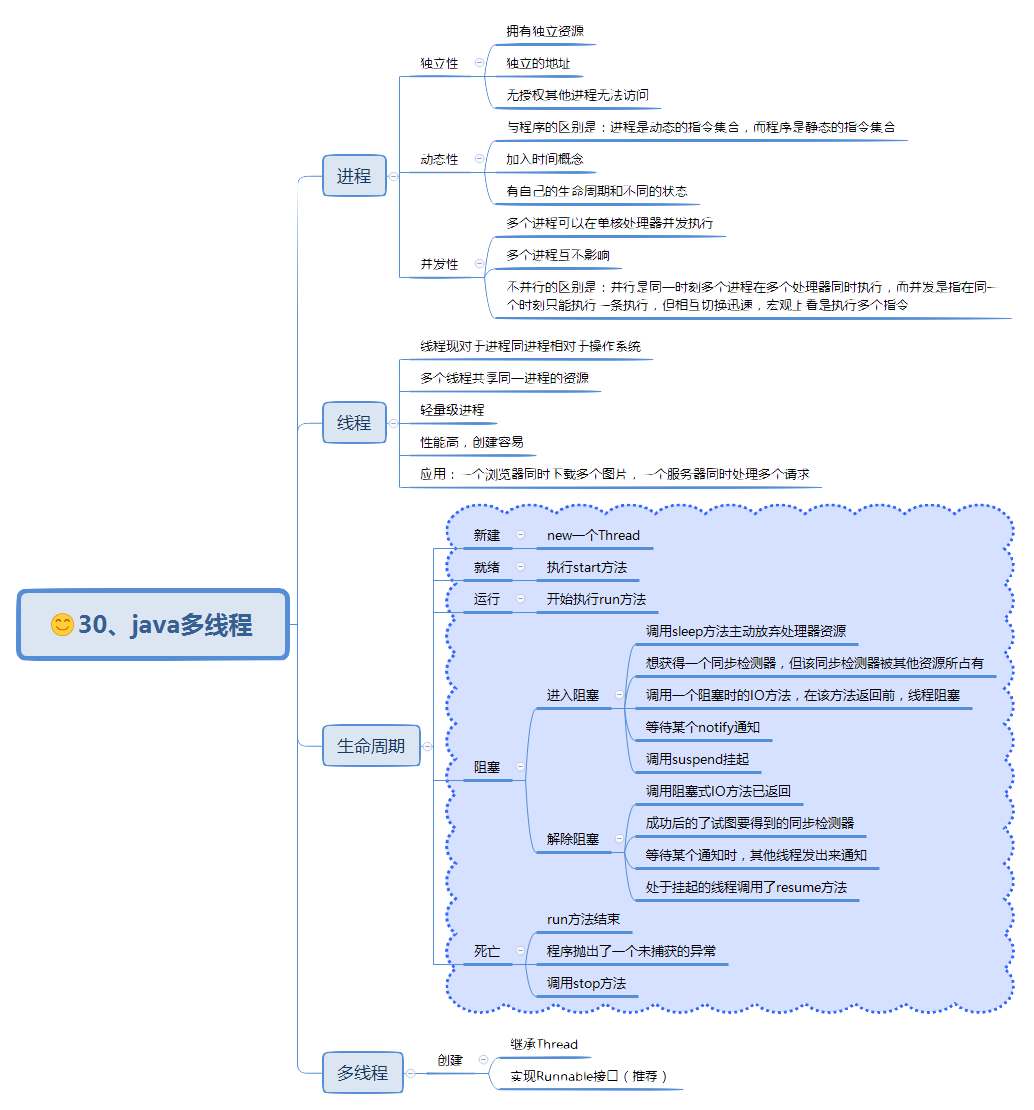 拥有独立资源
独立性
独立的地址
无授权其他进程无法访问
与程序的区别是：进程是动态的指令集合，而程序是静态的指令集合
进程
动态性
加入时间概念
有自己的生命周期和不同的状态
多个进程可以在单核处理器并发执行
并发性
多个进程互不影响
不并行的区别是：并行是同一时刻多个进程在多个处理器同时执行，而并发是指在同一
个时刻只能执行一条执行，但相互切换迅速，宏观上看是执行多个指令
线程现对于进程同进程相对于操作系统
多个线程共享同一进程的资源
线程
轻量级进程
性能高，创建容易
应用：一个浏览器同时下载多个图片，一个服务器同时处理多个请求
30、java多线程
生命周期
新建
new一个Thread
就绪
执行start方法
运行
开始执行run方法
阻塞
进入阻塞
调用sleep方法主动放弃处理器资源
想获得一个同步检测器，但该同步检测器被其他资源所占有
调用一个阻塞时的IO方法，在该方法返回前，线程阻塞
等待某个notify通知
调用suspend挂起
解除阻塞
调用阻塞式IO方法已返回
成功后的了试图要得到的同步检测器
等待某个通知时，其他线程发出来通知
处于挂起的线程调用了resume方法
死亡
run方法结束
程序抛出了一个未捕获的异常
调用stop方法
多线程
创建
继承Thread
实现Runnable接口（推荐）